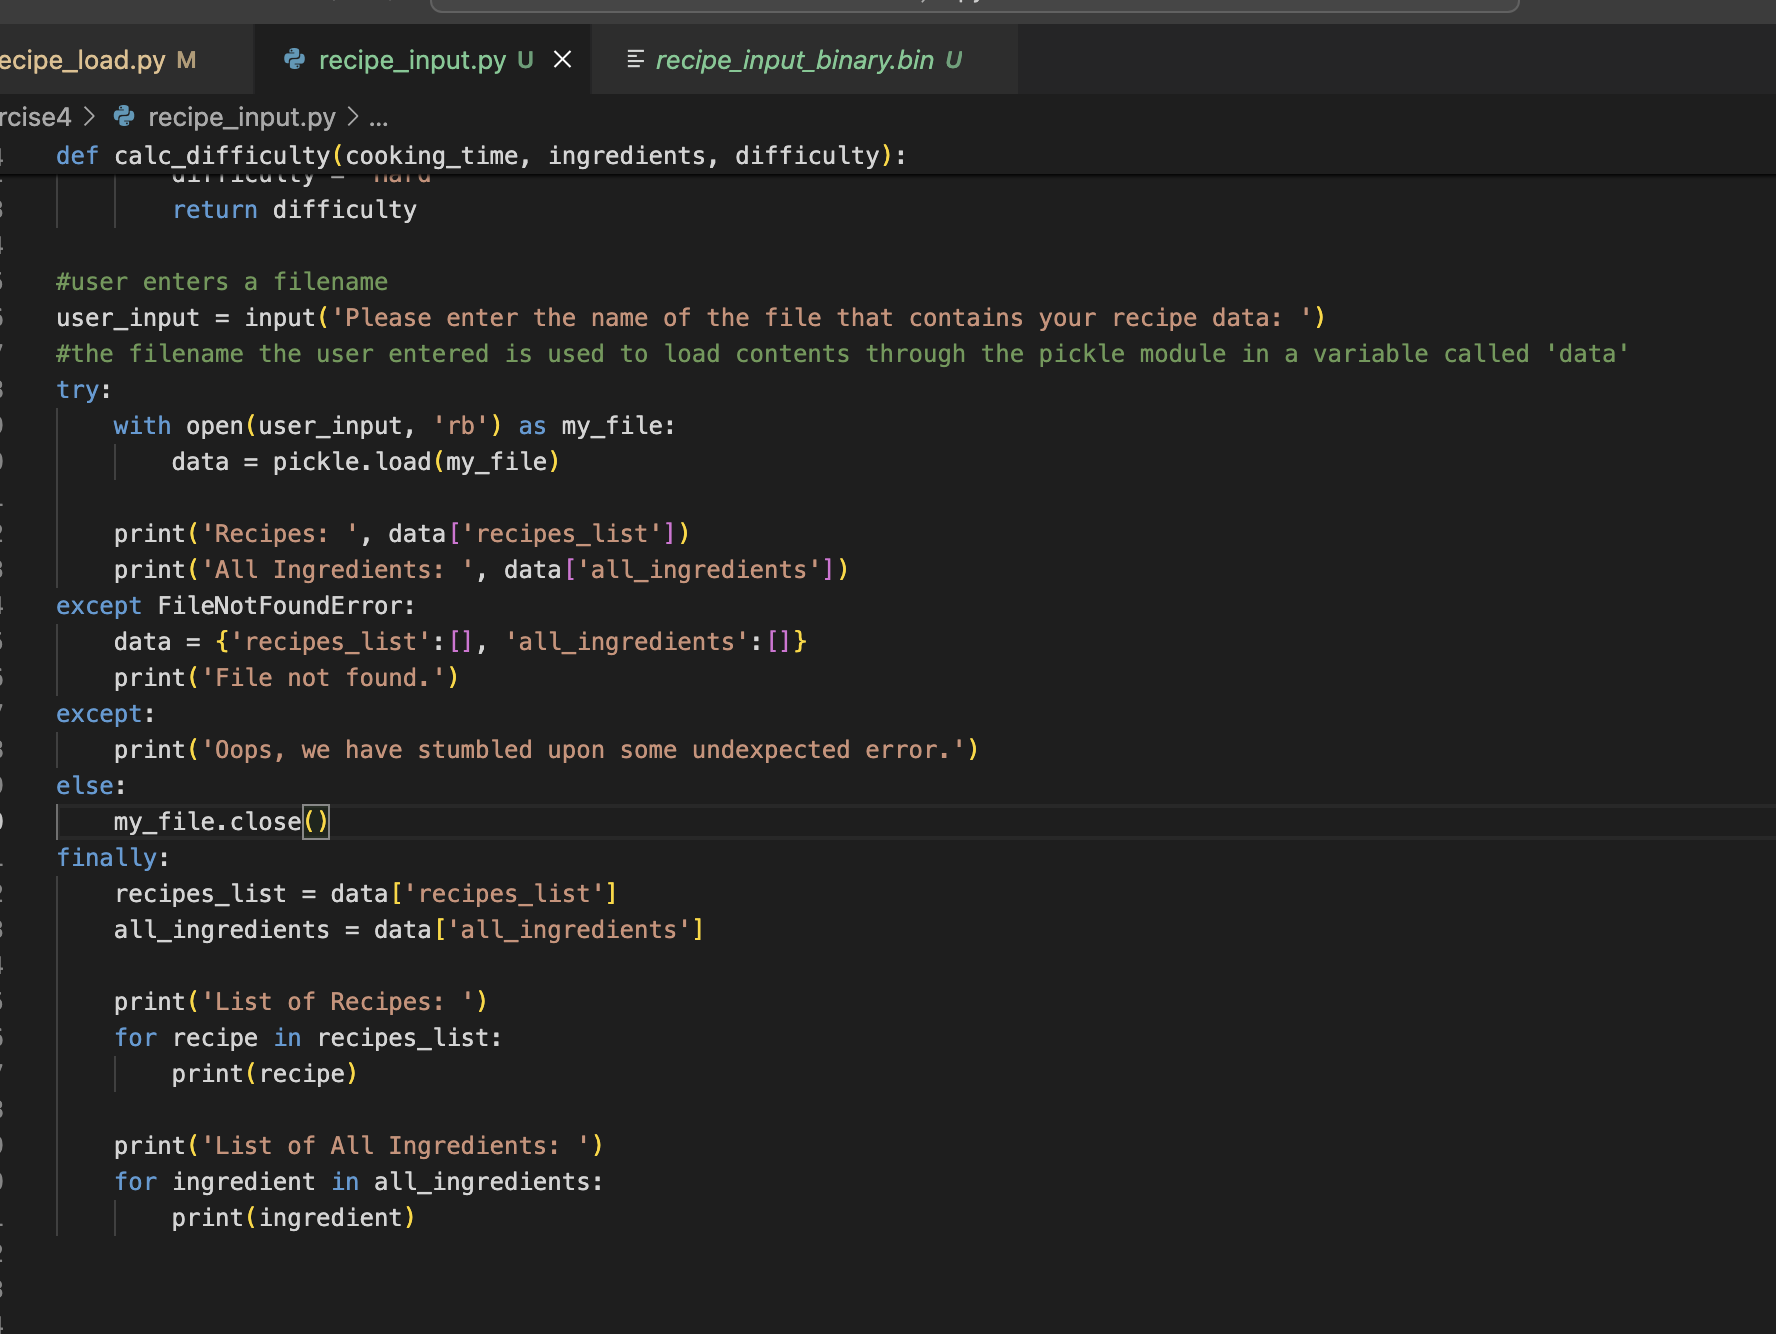 ecipe_load.py M
recipe_input.py U
recipe_input_binary.bin U
rcise4 > recipe_input.py > ...
def calc_difficulty(cooking_time, ingredients, difficulty):
difficulty = 'hard'
return difficulty
#user enters a filename
user_input = input('Please enter the name of the file that contains your recipe data: ')
#the filename the user entered is used to load contents through the pickle module in a variable called 'data'
try:
with open(user_input, 'rb') as my_file:
data = pickle.load(my_file)
print('Recipes: ', data['recipes_list'])
print('All Ingredients: ', data['all_ingredients'])
except FileNotFoundError:
data = {'recipes_list':[], 'all_ingredients':[]}
print('File not found.')
except:
print('Oops, we have stumbled upon some undexpected error.')
else:
my_file.close()
finally:
recipes_list = data['recipes_list']
all_ingredients = data['all_ingredients']
print('List of Recipes: ')
for recipe in recipes_list:
print(recipe)
print('List of All Ingredients: ')
for ingredient in all_ingredients:
print(ingredient)